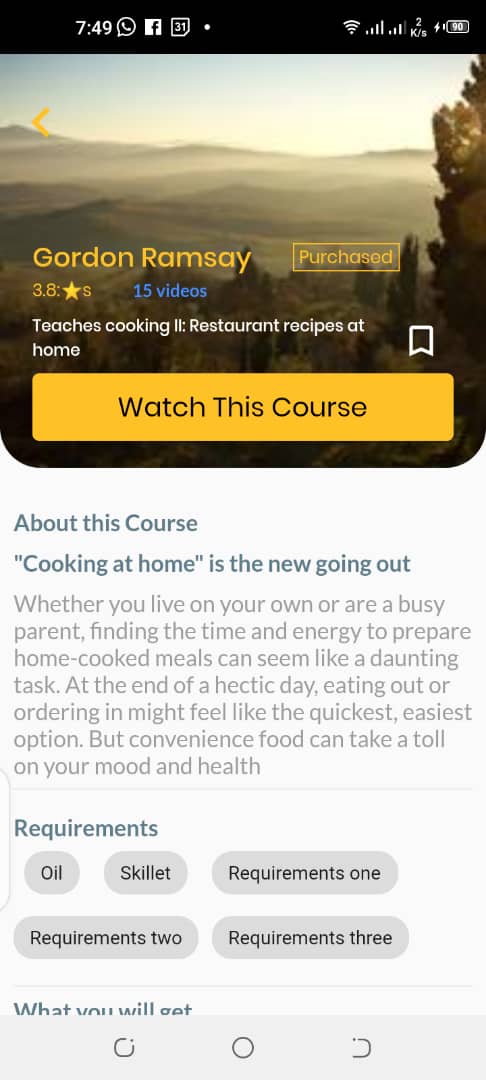 7:49 31 2 K/s 90
Gordon Ramsay Purchased
3.8:⭐s 15 videos
Teaches cooking II: Restaurant recipes at
home
Watch This Course
About this Course
"Cooking at home" is the new going out
Whether you live on your own or are a busy
parent, finding the time and energy to prepare
home-cooked meals can seem like a daunting
task. At the end of a hectic day, eating out or
ordering in might feel like the quickest, easiest
option. But convenience food can take a toll
on your mood and health
Requirements
Oil Skillet Requirements one
Requirements two Requirements three
What you will get